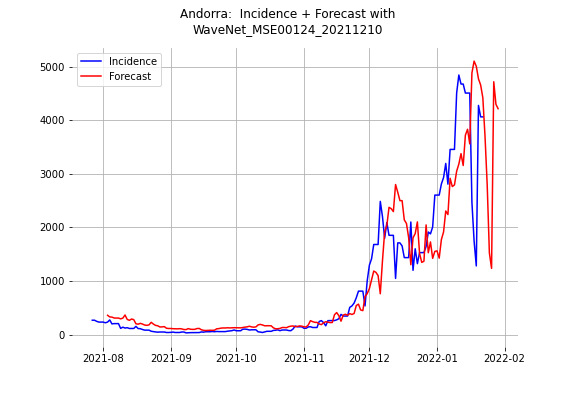 Andorra:  Incidence + Forecast with
WaveNet_MSE00124_20211210
Incidence
Forecast
5000
4000
3000
2000
1000
0
2021-08 2021-09 2021-10 2021-11 2021-12 2022-01 2022-02